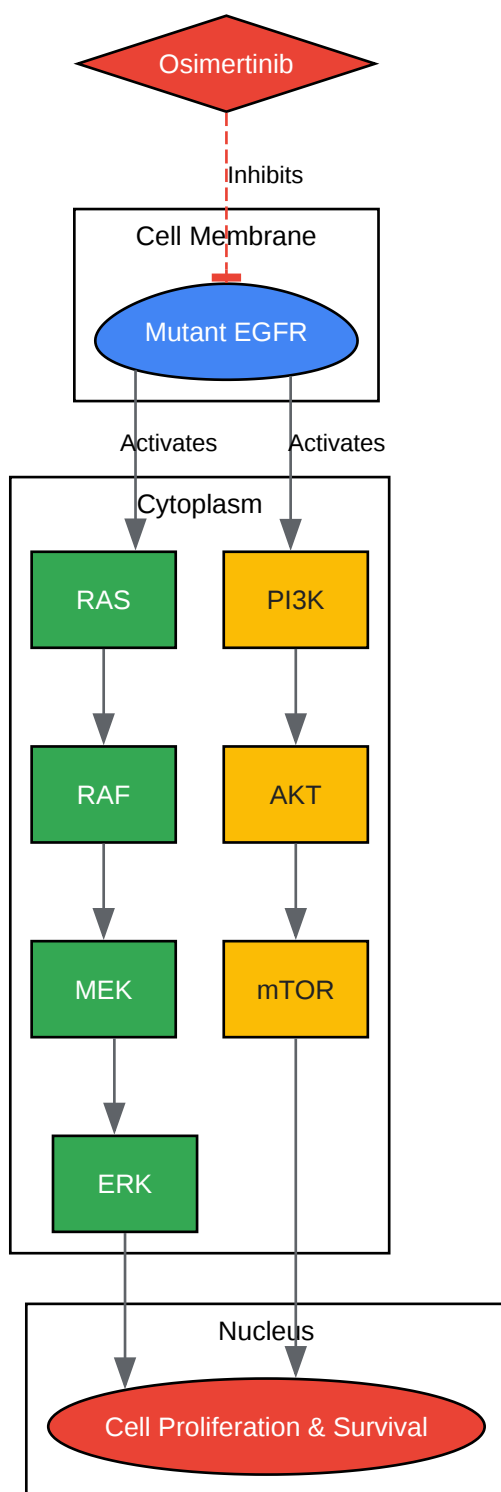 Osimertinib
Inhibits
Cell Membrane
Mutant EGFR
Activates
Activates
Cytoplasm
RAS
PI3K
RAF
AKT
MEK
mTOR
ERK
Nucleus
Cell Proliferation & Survival